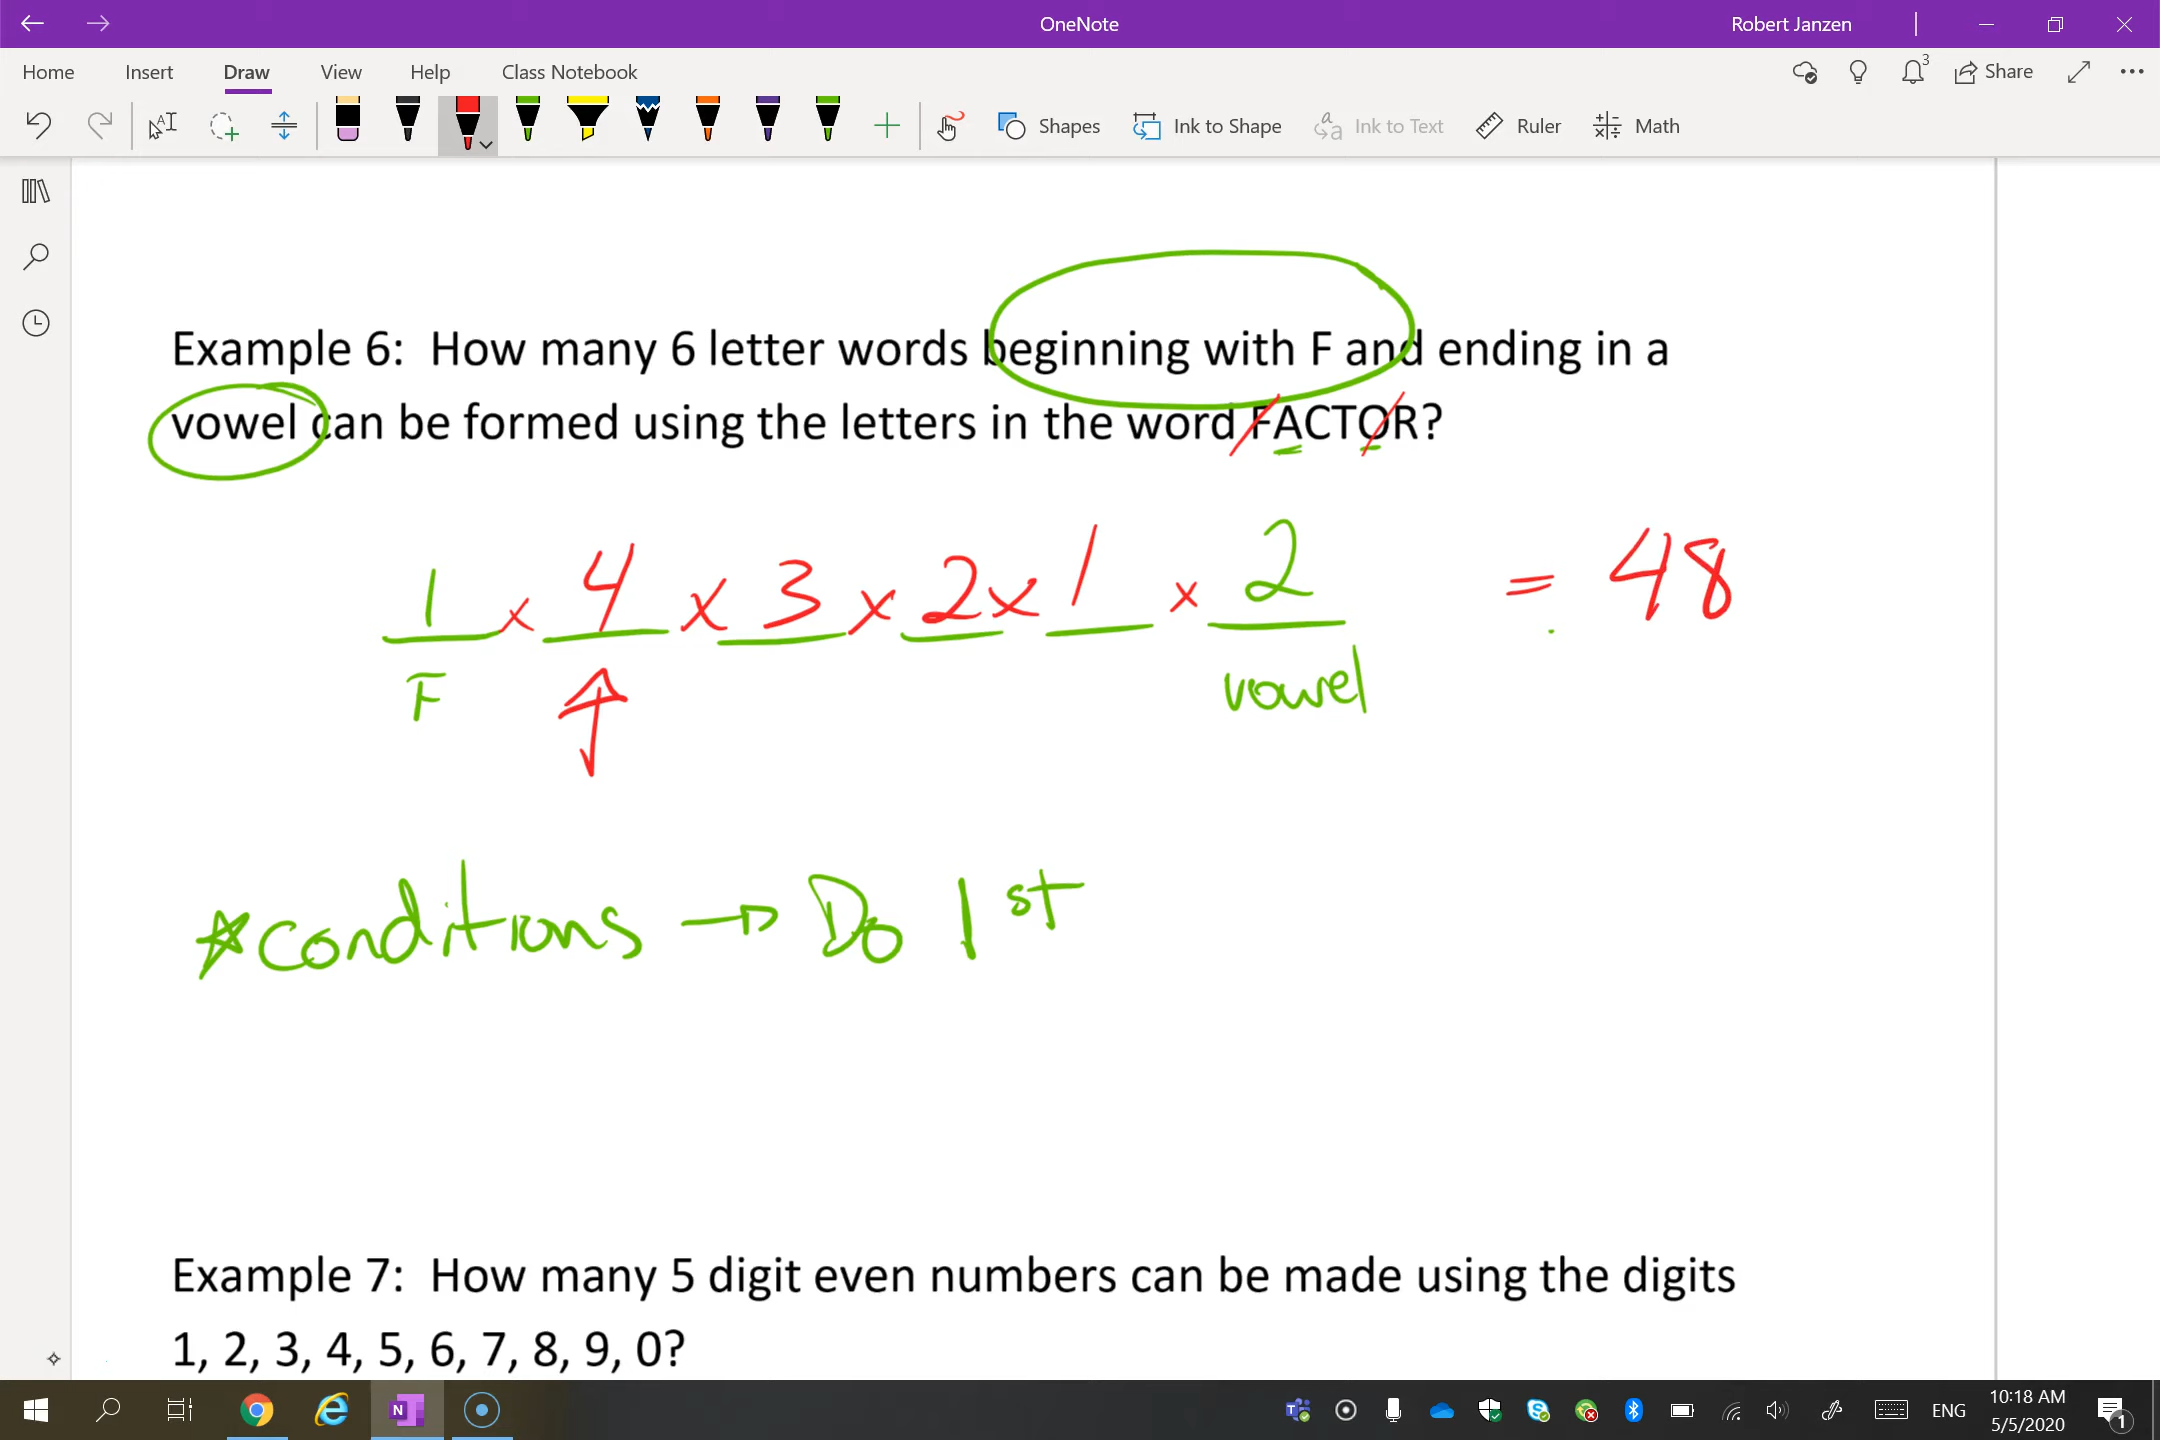 OneNote
Robert Janzen
Home Insert Draw View Help Class Notebook
3
Share
Shapes Ink to Shape Ink to Text Ruler Math
Example 6: How many 6 letter words beginning with F and ending in a
vowel can be formed using the letters in the word FACTOR?
1 x 4 x 3 x 2 x 1 x 2 = 48
F vowel
conditions → Do 1st
Example 7: How many 5 digit even numbers can be made using the digits
1, 2, 3, 4, 5, 6, 7, 8, 9, 0?
ENG
10:18 AM
5/5/2020
1